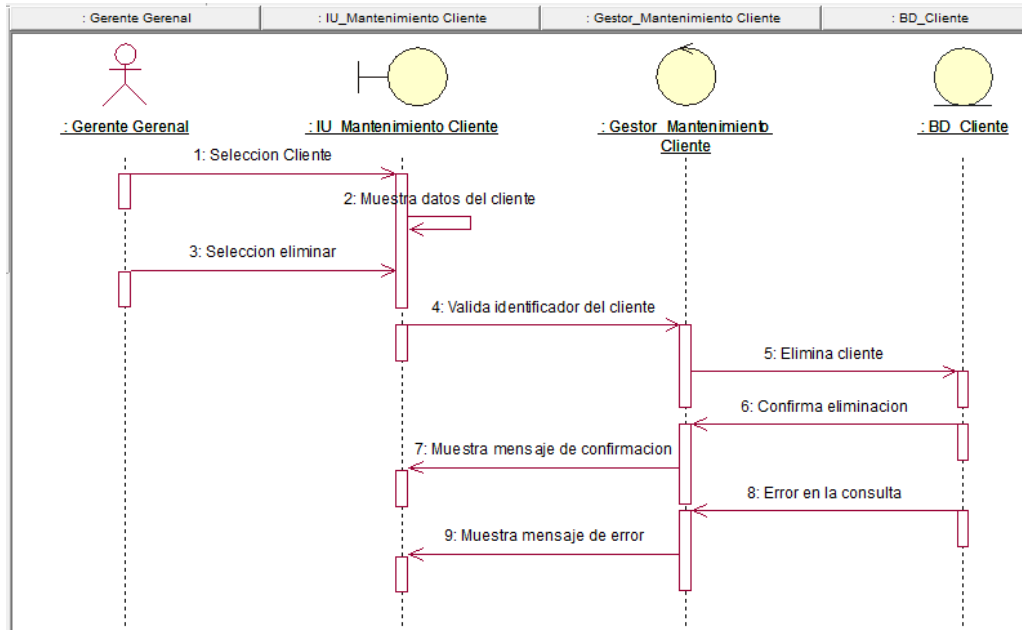 : Gerente Gerenal
: IU_Mantenimiento Cliente
: Gestor_Mantenimiento Cliente
: BD_Cliente
: Gerente Gerenal
: IU_Mantenimiento Cliente
: Gestor_Mantenimiento
Cliente
: BD_Cliente
1: Seleccion Cliente
2: Muestra datos del cliente
3: Seleccion eliminar
4: Valida identificador del cliente
5: Elimina cliente
6: Confirma eliminacion
7: Muestra mensaje de confirmacion
8: Error en la consulta
9: Muestra mensaje de error